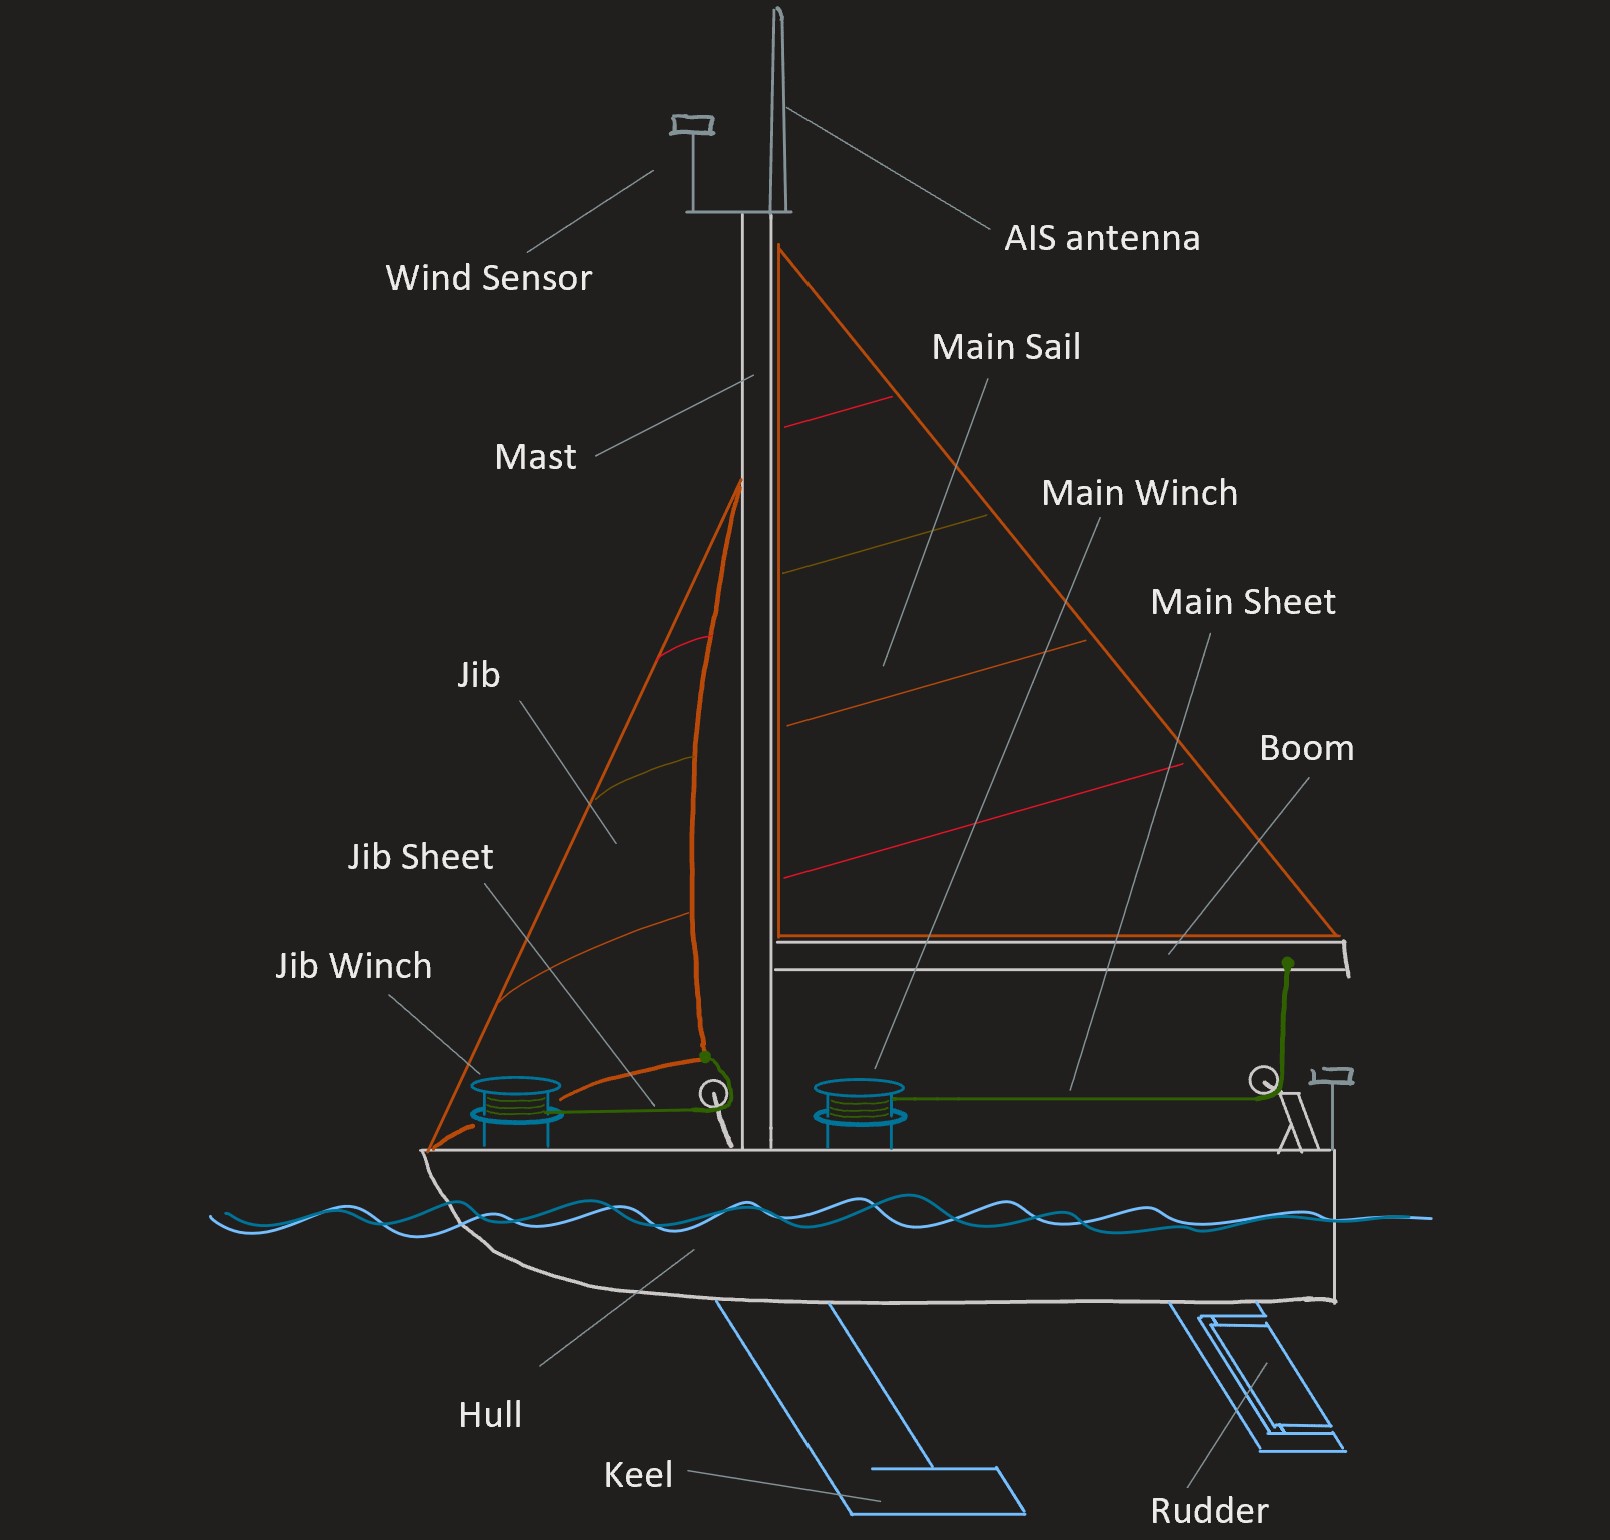 AIS antenna
Wind Sensor
Main Sail
Mast
Main Winch
Main Sheet
Jib
Boom
Jib Sheet
Jib Winch
Hull
Keel
Rudder